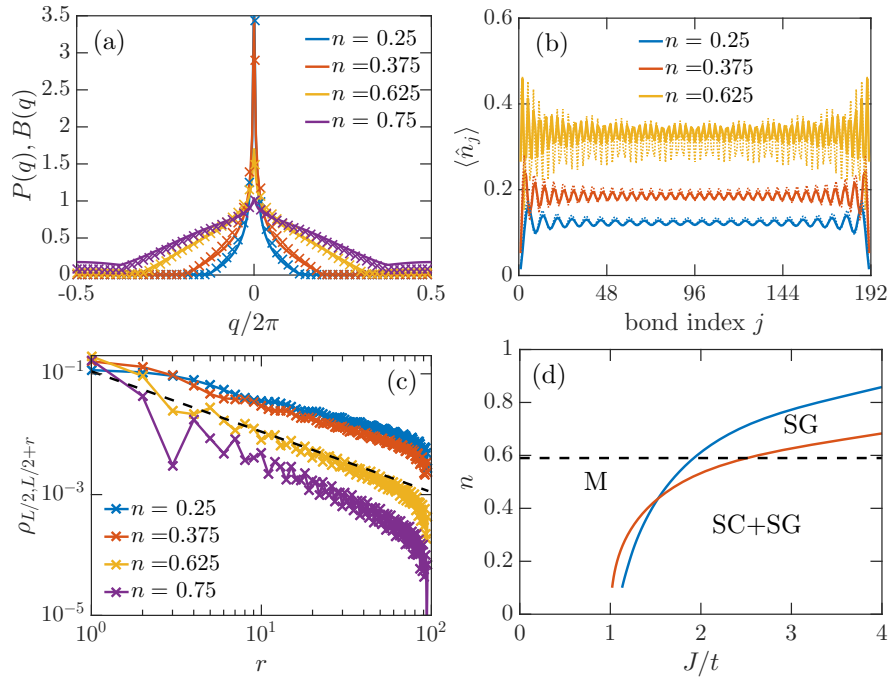 (a)
n = 0.25
n = 0.375
n = 0.625
n = 0.75
P(q), B(q)
3.5
3
2.5
2
1.5
1
0.5
0
-0.5
0
0.5
q/2π
(b)
n = 0.25
n = 0.375
n = 0.625
⟨n̂_j⟩
0.6
0.4
0.2
0
0
48
96
144
192
bond index j
(c)
n = 0.25
n = 0.375
n = 0.625
n = 0.75
ρ_{L/2,L/2+r}
10^{-1}
10^{-3}
10^{-5}
10^0
10^1
10^2
r
(d)
SG
M
SC+SG
n
1
0.8
0.6
0.4
0.2
0
0
1
2
3
4
J/t